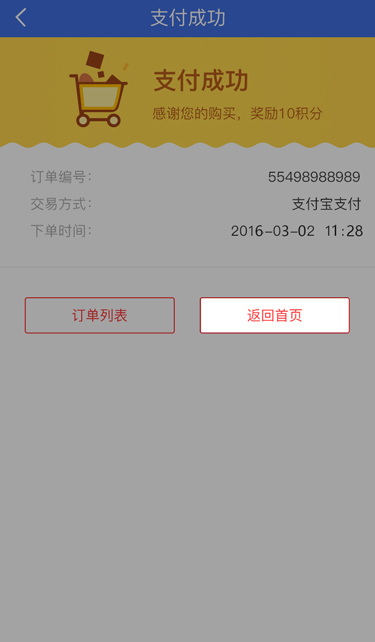 支付成功
支付成功
感谢您的购买，奖励10积分
订单编号： 55498988989
交易方式： 支付宝支付
下单时间： 2016-03-02 11:28
订单列表 返回首页